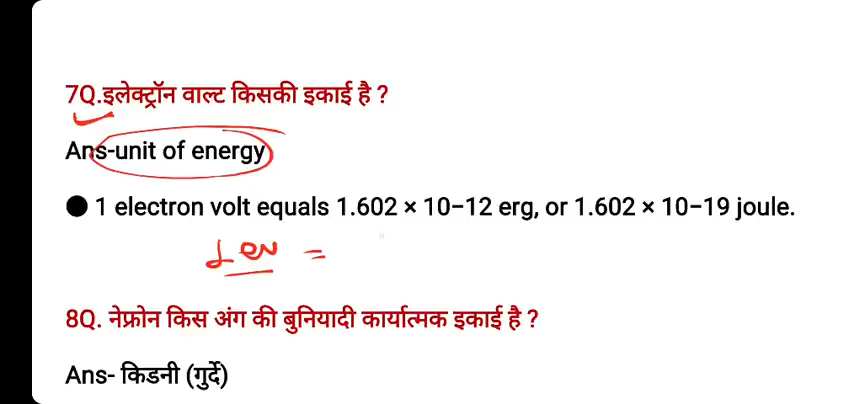 7Q.इलेक्ट्रॉन वाल्ट किसकी इकाई है ?
Ans-unit of energy
● 1 electron volt equals 1.602 × 10−12 erg, or 1.602 × 10−19 joule.
1 ev =
8Q. नेफ्रोन किस अंग की बुनियादी कार्यात्मक इकाई है ?
Ans- किडनी (गुर्दे)